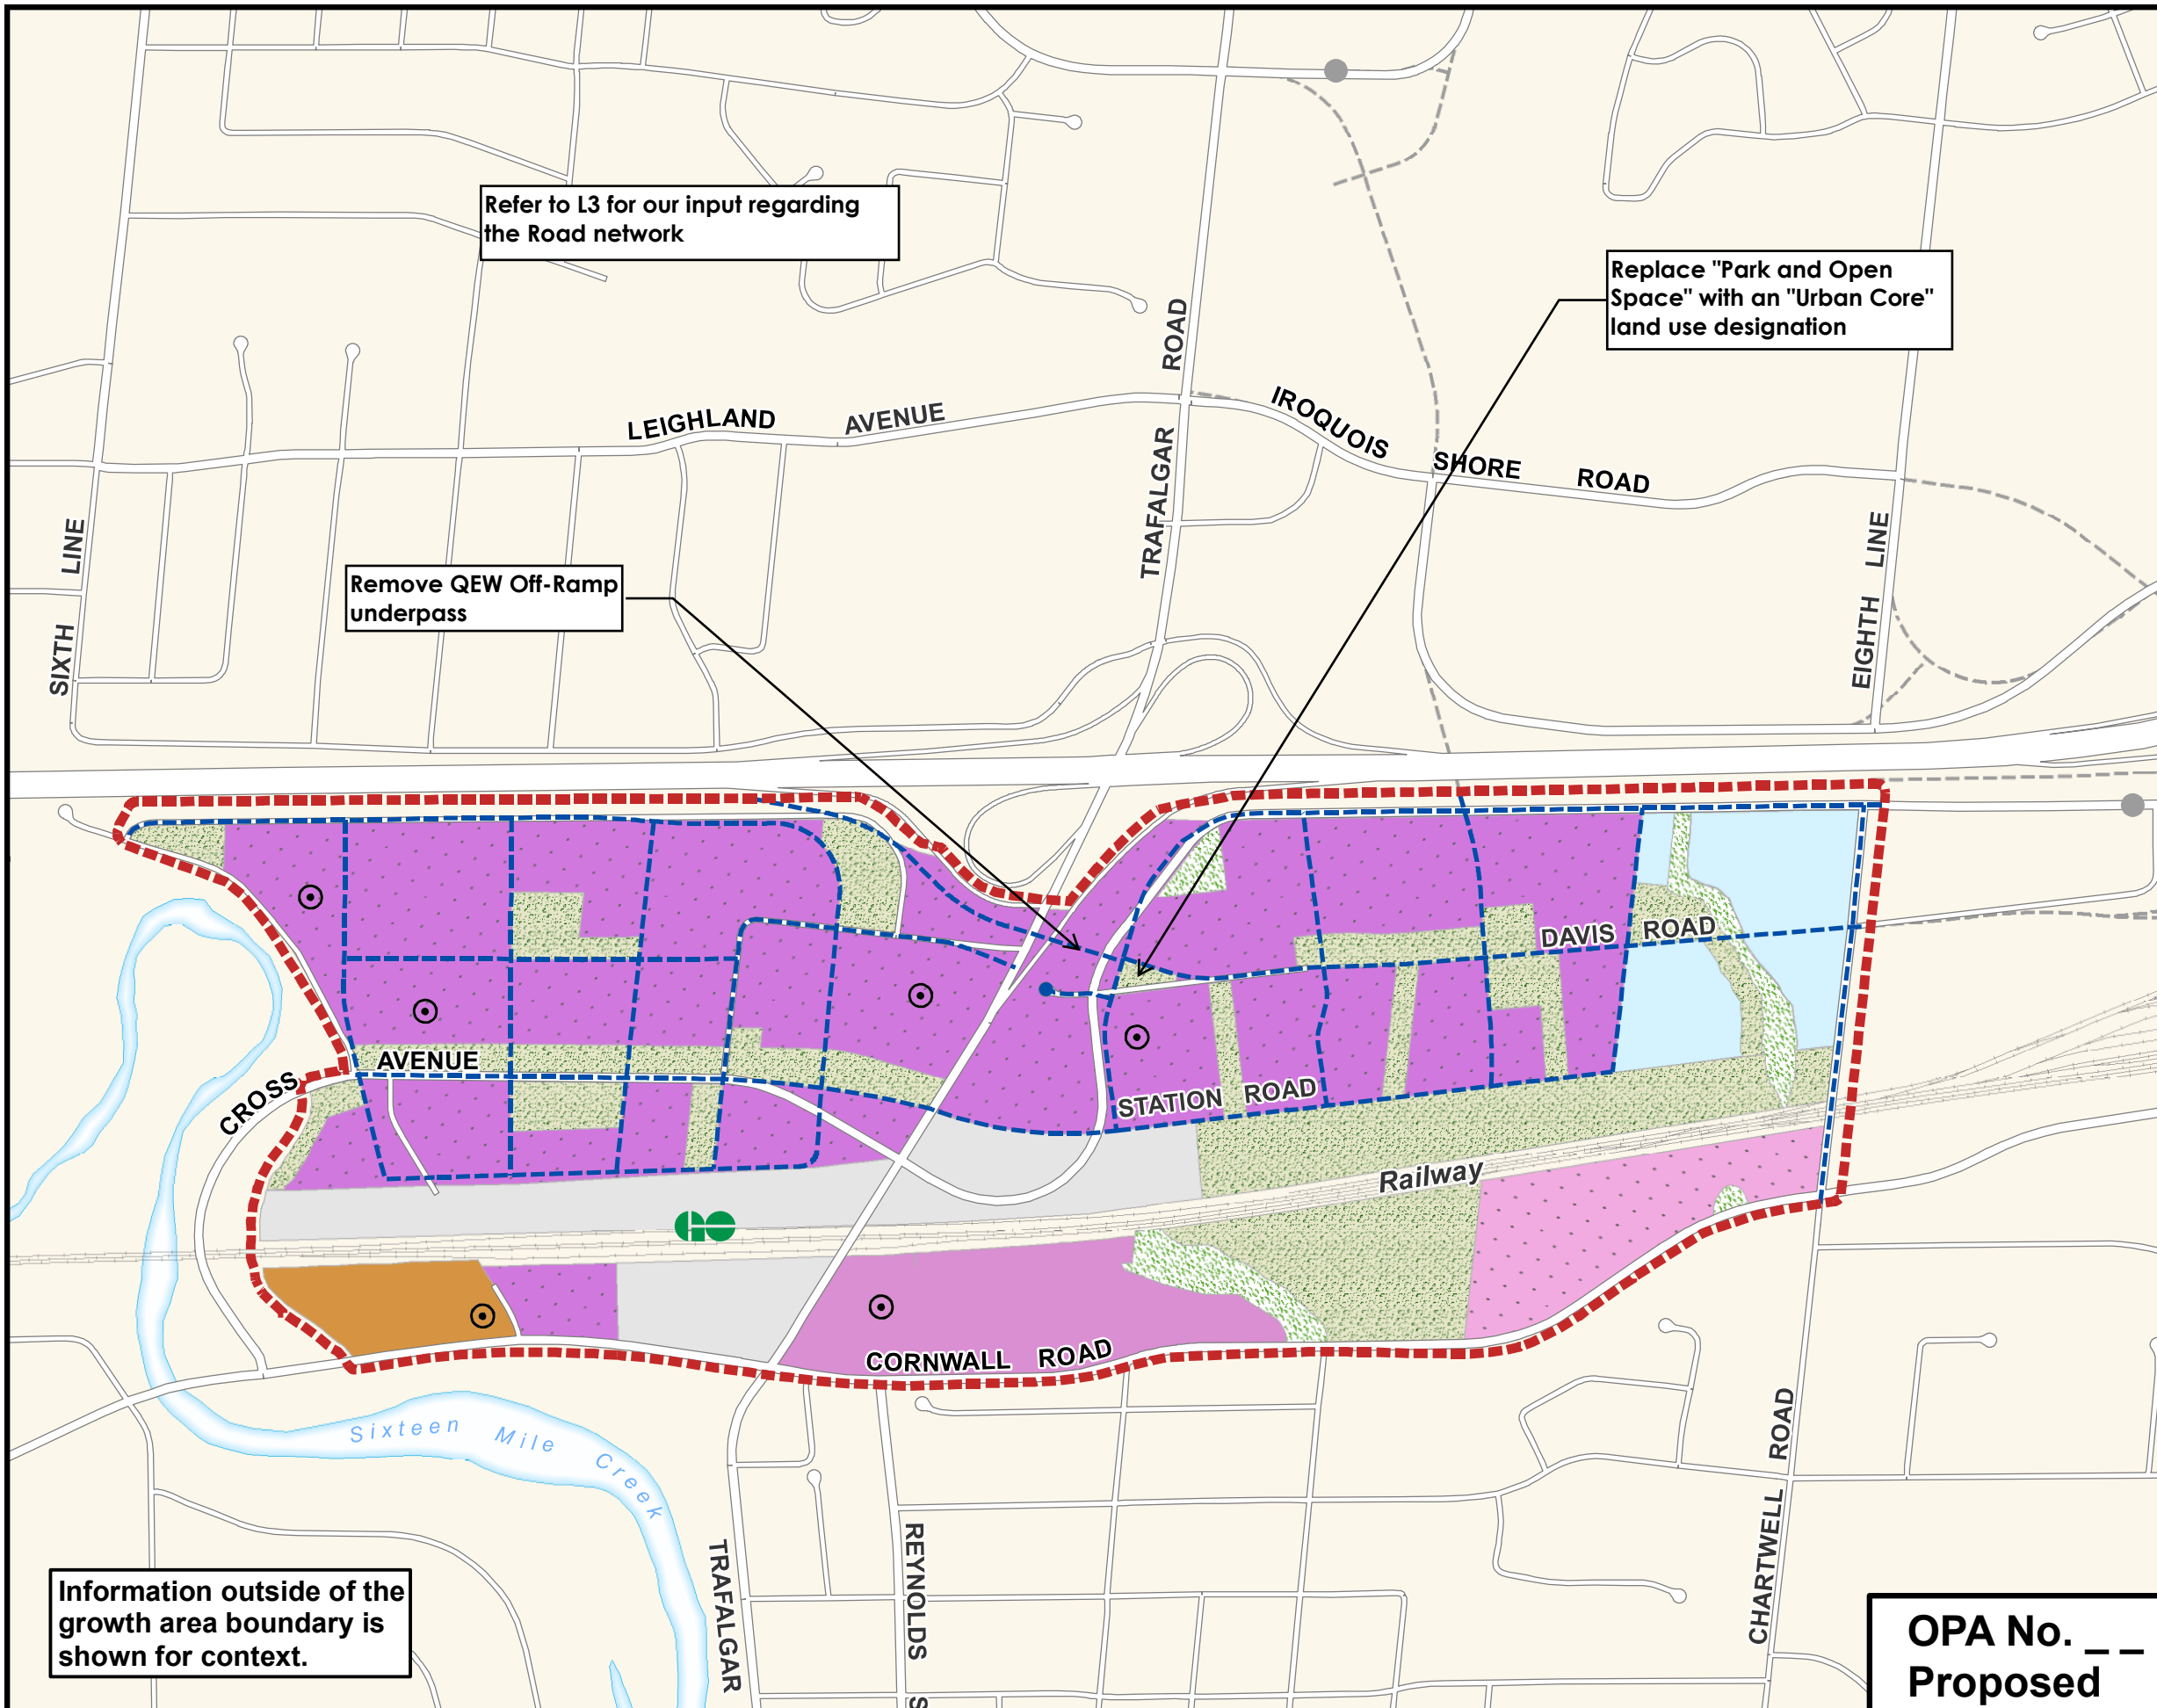 Refer to L3 for our input regarding
the Road network
Replace "Park and Open
Space" with an "Urban Core"
land use designation
ROAD
LEIGHLAND AVENUE
IROQUOIS SHORE ROAD
TRAFALGAR
SIXTH LINE
EIGHTH LINE
Remove QEW Off-Ramp
underpass
DAVIS ROAD
CROSS AVENUE
STATION ROAD
Railway
GO
CORNWALL ROAD
Sixteen Mile Creek
TRAFALGAR
REYNOLDS S
CHARTWELL ROAD
Information outside of the
growth area boundary is
shown for context.
OPA No. _ _
Proposed